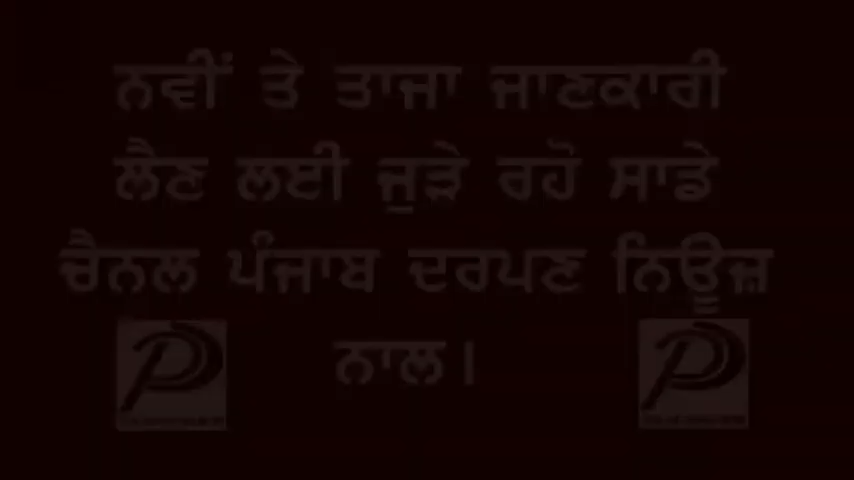 ਨਵੀਂ ਤੇ ਤਾਜਾ ਜਾਣਕਾਰੀ
ਲੈਣ ਲਈ ਜੁੜੇ ਰਹੋ ਸਾਡੇ
ਚੈਨਲ ਪੰਜਾਬ ਦਰਪਣ ਨਿਊਜ਼
ਨਾਲ।